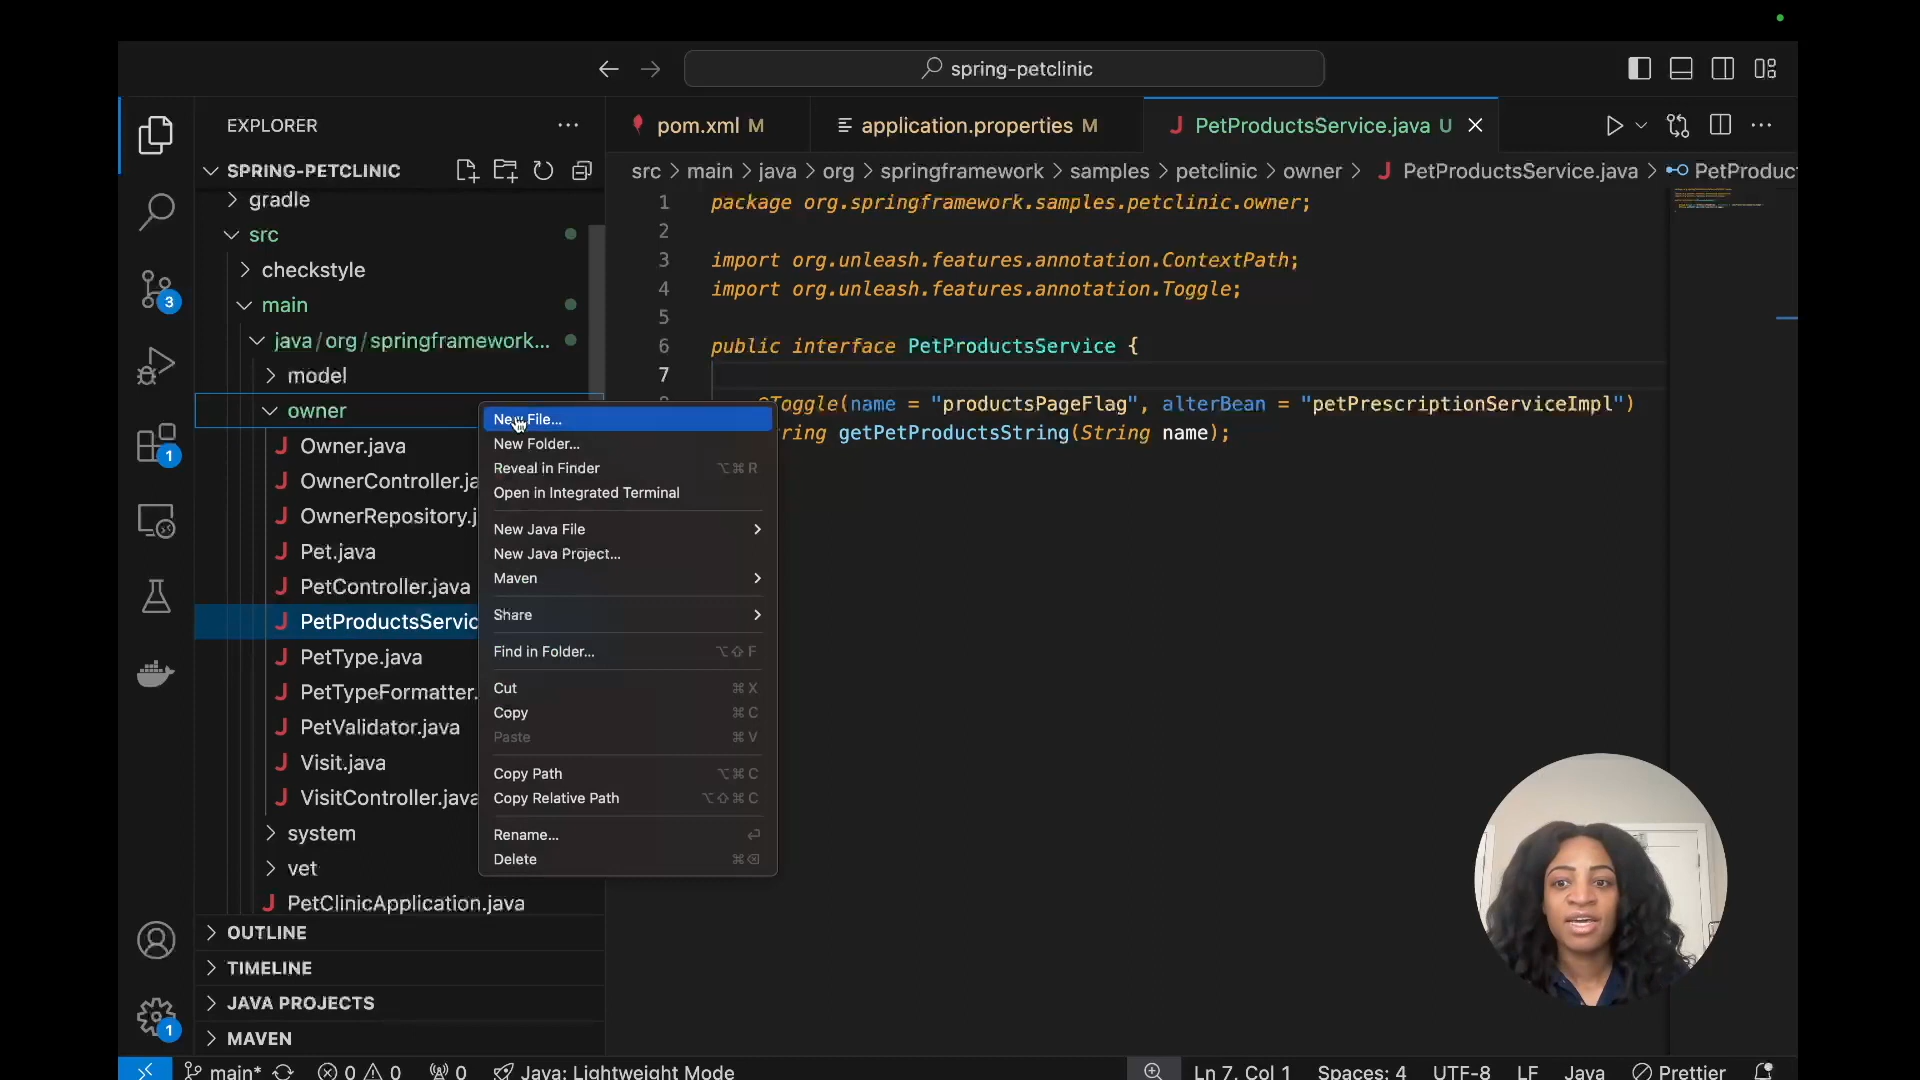 spring-petclinic
EXPLORER
pom.xml M
application.properties M
PetProductsService.java U
SPRING-PETCLINIC
src > main > java > org > springframework > samples > petclinic > owner > PetProductsService.java > PetProduc
gradle
src
checkstyle
main
java/org/springframework...
model
owner
Owner.java
OwnerController.ja
OwnerRepository.j
Pet.java
PetController.java
PetProductsServic
PetType.java
PetTypeFormatter.
PetValidator.java
Visit.java
VisitController.java
system
vet
PetClinicApplication.java
OUTLINE
TIMELINE
JAVA PROJECTS
MAVEN
3
1
1
1 package org.springframework.samples.petclinic.owner;
2
3 import org.unleash.features.annotation.ContextPath;
4 import org.unleash.features.annotation.Toggle;
5
6 public interface PetProductsService {
7
Toggle(name = "productsPageFlag", alterBean = "petPrescriptionServiceImpl")
ring getPetProductsString(String name);
New File...
New Folder...
Reveal in Finder ⌥⌘R
Open in Integrated Terminal
New Java File
New Java Project...
Maven
Share
Find in Folder... ⌥⇧F
Cut ⌘X
Copy ⌘C
Paste ⌘V
Copy Path ⌥⌘C
Copy Relative Path ⌥⇧⌘C
Rename... ⏎
Delete ⌘⌫
main* 0 0 0 Java: Lightweight Mode Ln 7, Col 1 Spaces: 4 UTF-8 LF Java Prettier